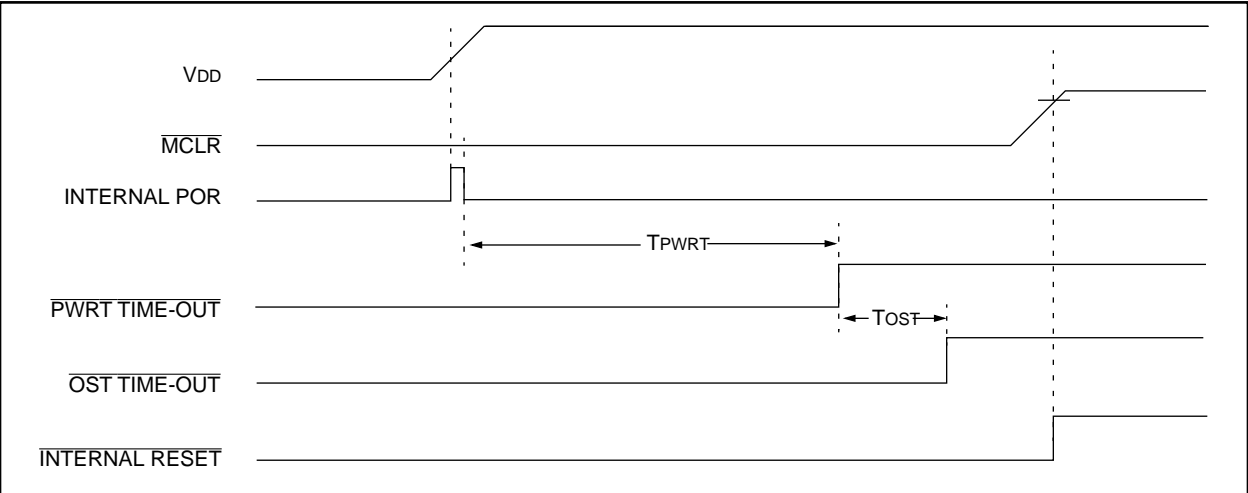 VDD
MCLR
INTERNAL POR
TPWRT
PWRT TIME-OUT
TOST
OST TIME-OUT
INTERNAL RESET